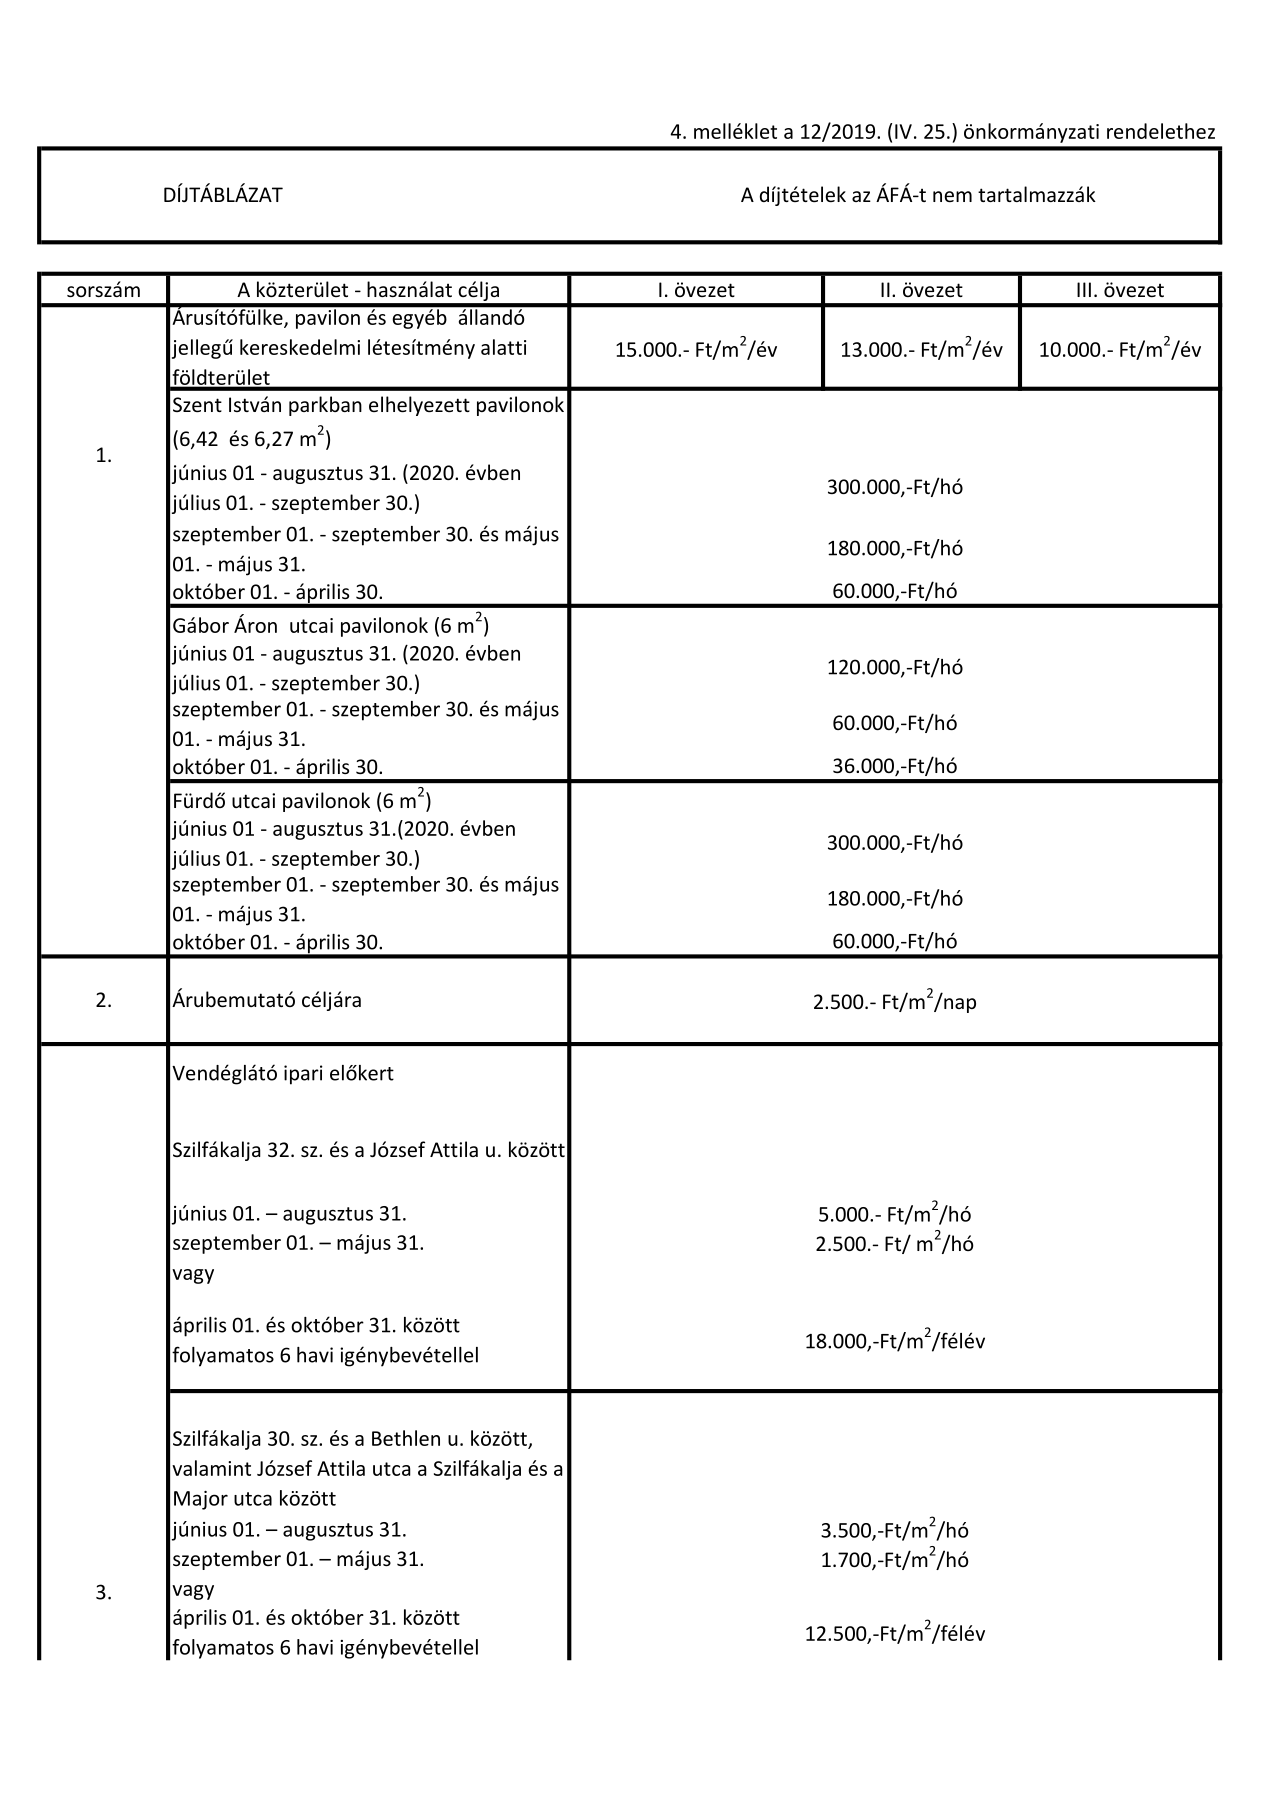 4. melléklet a 12/2019. (IV. 25.) önkormányzati rendelethez
DÍJTÁBLÁZAT A díjtételek az ÁFÁ-t nem tartalmazzák
sorszám A közterület - használat célja I. övezet II. övezet III. övezet
1.
Árusítófülke, pavilon és egyéb  állandó
jellegű kereskedelmi létesítmény alatti
földterület
15.000.- Ft/m²/év 13.000.- Ft/m²/év 10.000.- Ft/m²/év
Szent István parkban elhelyezett pavilonok
(6,42  és 6,27 m²)
június 01 - augusztus 31. (2020. évben
július 01. - szeptember 30.)
300.000,-Ft/hó
szeptember 01. - szeptember 30. és május
01. - május 31.
180.000,-Ft/hó
október 01. - április 30. 60.000,-Ft/hó
Gábor Áron  utcai pavilonok (6 m²)
június 01 - augusztus 31. (2020. évben
július 01. - szeptember 30.)
120.000,-Ft/hó
szeptember 01. - szeptember 30. és május
01. - május 31.
60.000,-Ft/hó
október 01. - április 30. 36.000,-Ft/hó
Fürdő utcai pavilonok (6 m²)
június 01 - augusztus 31.(2020. évben
július 01. - szeptember 30.)
300.000,-Ft/hó
szeptember 01. - szeptember 30. és május
01. - május 31.
180.000,-Ft/hó
október 01. - április 30. 60.000,-Ft/hó
2. Árubemutató céljára 2.500.- Ft/m²/nap
Vendéglátó ipari előkert
Szilfákalja 32. sz. és a József Attila u. között
június 01. – augusztus 31. 5.000.- Ft/m²/hó
szeptember 01. – május 31. 2.500.- Ft/ m²/hó
vagy
április 01. és október 31. között
folyamatos 6 havi igénybevétellel
18.000,-Ft/m²/félév
Szilfákalja 30. sz. és a Bethlen u. között,
valamint József Attila utca a Szilfákalja és a
Major utca között
június 01. – augusztus 31. 3.500,-Ft/m²/hó
szeptember 01. – május 31. 1.700,-Ft/m²/hó
3. vagy
április 01. és október 31. között
folyamatos 6 havi igénybevétellel
12.500,-Ft/m²/félév